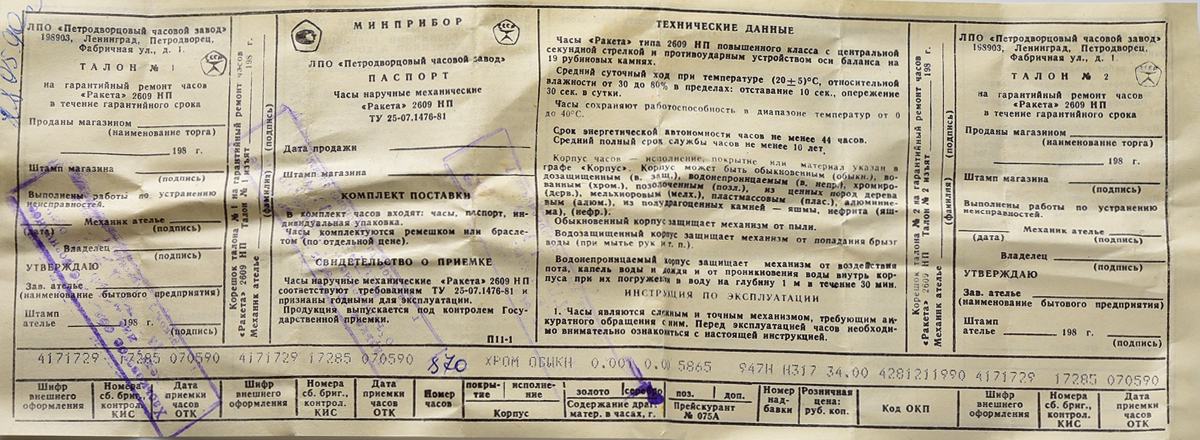 28.05.90
ЛПО «Петродворцовый часовой завод»
198903, Ленинград, Петродворец,
Фабричная ул., д. 1.
ТАЛОН № 1
на гарантийный ремонт часов
«Ракета» 2609 НП
в течение гарантийного срока
Проданы магазином
(наименование торга)
198 г.
Штамп магазина
(подпись)
Выполнены работы по устранению
неисправностей.
Механик ателье
(дата) (подпись)
Владелец
(подпись)
УТВЕРЖДАЮ
Зав. ателье
(наименование бытового предприятия)
Штамп
ателье 198 г.
(подпись)
Корешок талона № 1 на гарантийный ремонт часов
«Ракета» 2609 НП Талон № 1 изъят 198 г.
Механик ателье
(фамилия) (подпись)
МИНПРИБОР
ЛПО «Петродворцовый часовой завод»
ПАСПОРТ
Часы наручные механические
«Ракета» 2609 НП
ТУ 25-07.1476-81
Дата продажи
Штамп магазина
КОМПЛЕКТ ПОСТАВКИ
В комплект часов входят: часы, паспорт, ин-
дивидуальная упаковка.
Часы комплектуются ремешком или брасле-
том (по отдельной цене).
СВИДЕТЕЛЬСТВО О ПРИЕМКЕ
Часы наручные механические «Ракета» 2609 НП
соответствуют требованиям ТУ 25-07.1476-81 и
признаны годными для эксплуатации.
Продукция выпускается под контролем Госу-
дарственной приемки.
П11-1
ТЕХНИЧЕСКИЕ ДАННЫЕ
Часы «Ракета» типа 2609 НП повышенного класса с центральной
секундной стрелкой и противоударным устройством оси баланса на
19 рубиновых камнях.
Средний суточный ход при температуре (20±5)°С, относительной
влажности от 30 до 80% в пределах: отставание 10 сек., опережение
30 сек. в сутки.
Часы сохраняют работоспособность в диапазоне температур от 0
до 40°С.
Срок энергетической автономности часов не менее 44 часов.
Средний полный срок службы часов не менее 10 лет.
Корпус часов — исполнение, покрытие или материал указан в
графе «Корпус». Корпус может быть обыкновенным (обыкн.), во-
дозащищенным (в. защ.), водонепроницаемым (в. непр.), хромиро-
ванным (хром.), позолоченным (позл.), из ценных пород деревa
(дерв.), мельхиоровым (мелх.), пластмассовым (плас.), алюминие-
вым (алюм.), из полудрагоценных камней — яшмы, нефрита (яш-
ма), (нефр.).
Обыкновенный корпус защищает механизм от пыли.
Водозащищенный корпус защищает механизм от попадания брызг
воды (при мытье рук и т. п.).
Водонепроницаемый корпус защищает механизм от воздействия
пота, капель воды и дождя и от проникновения воды внутрь кор-
пуса при их погружении в воду на глубину 1 м в течение 30 мин.
ИНСТРУКЦИЯ ПО ЭКСПЛУАТАЦИИ
1. Часы являются сложным и точным механизмом, требующим ак-
куратного обращения с ним. Перед эксплуатацией часов необходи-
мо внимательно ознакомиться с настоящей инструкцией.
Корешок талона № 2 на гарантийный ремонт часов
«Ракета» 2609 НП Талон № 2 изъят 198 г.
Механик ателье
(фамилия) (подпись)
ЛПО «Петродворцовый часовой завод»
198903, Ленинград, Петродворец,
Фабричная ул., д. 1.
ТАЛОН № 2
на гарантийный ремонт часов
«Ракета» 2609 НП
в течение гарантийного срока
Проданы магазином
(наименование торга)
198 г.
Штамп магазина
(подпись)
Выполнены работы по устранению
неисправностей.
Механик ателье
(дата) (подпись)
Владелец
(подпись)
УТВЕРЖДАЮ
Зав. ателье
(наименование бытового предприятия)
Штамп
ателье 198 г.
(подпись)
4171729 17285 070590 4171729 17285 070590 870 ХРОМ ОБЫКН 0.000 0.0 5865 947Н Н317 34.00 4281211990 4171729 17285 070590
Шифр внешнего оформления
Номера сб. бриг., контрол. КИС
Дата приемки часов ОТК
Шифр внешнего оформления
Номера сб. бриг., контрол. КИС
Дата приемки часов ОТК
Номер часов
покры-тие
исполне-ние
Корпус
золото
серебро
Содержание драг. матер. в часах, г.
поз.
доп.
Прейскурант № 075А
Номер над-бавки
Розничная цена: руб. коп.
Код ОКП
Шифр внешнего оформления
Номера сб. бриг., контрол. КИС
Дата приемки часов ОТК